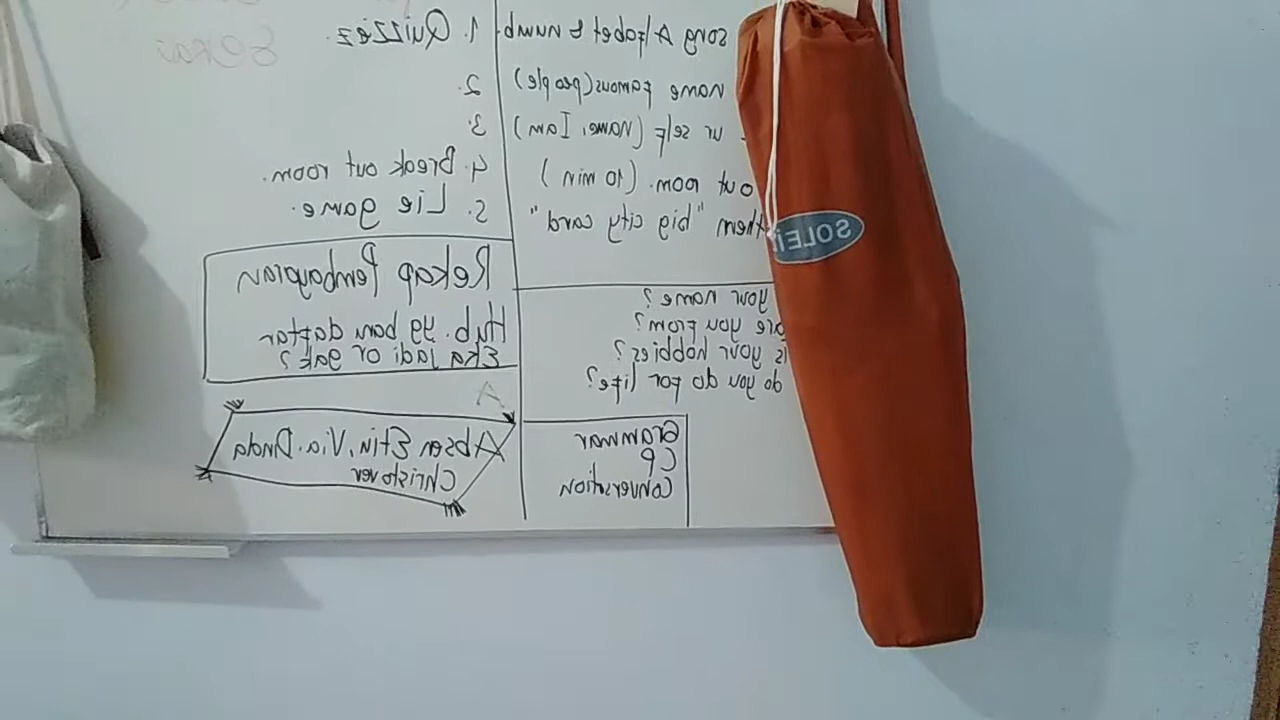 song Alfabet & numb
name famous (people)
ur self (name, I am)
out room. (10 min)
them "big city card"
your name?
are you from?
is your hobbies?
do you do for life?
Grammar
CP
Conversation
1. Quizziez.
2.
3.
4. Break out room.
5. Lie game.
Rekap Pembayaran
Hub. yg baru daftar
Eka jadi or gak?
A
Absen Etin, Via. Dnda
Christover
SOLEI